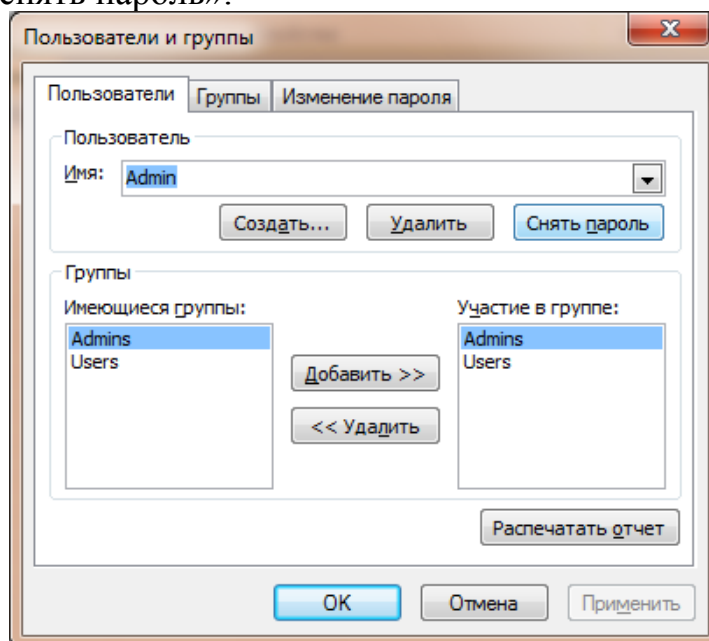 пароль».
Пользователи и группы
Пользователи Группы Изменение пароля
Пользователь
Имя: Admin
Создать... Удалить Снять пароль
Группы
Имеющиеся группы: Участие в группе:
Admins Admins
Users Users
Добавить >>
<< Удалить
Распечатать отчет
OK Отмена Применить